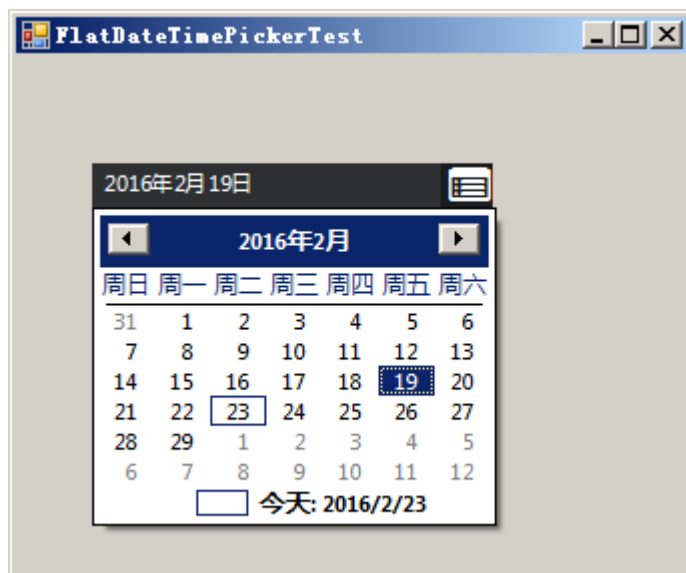 FlatDateTimePickerTest
2016年2月19日
2016年2月
周日 周一 周二 周三 周四 周五 周六
31 1 2 3 4 5 6
7 8 9 10 11 12 13
14 15 16 17 18 19 20
21 22 23 24 25 26 27
28 29 1 2 3 4 5
6 7 8 9 10 11 12
今天: 2016/2/23